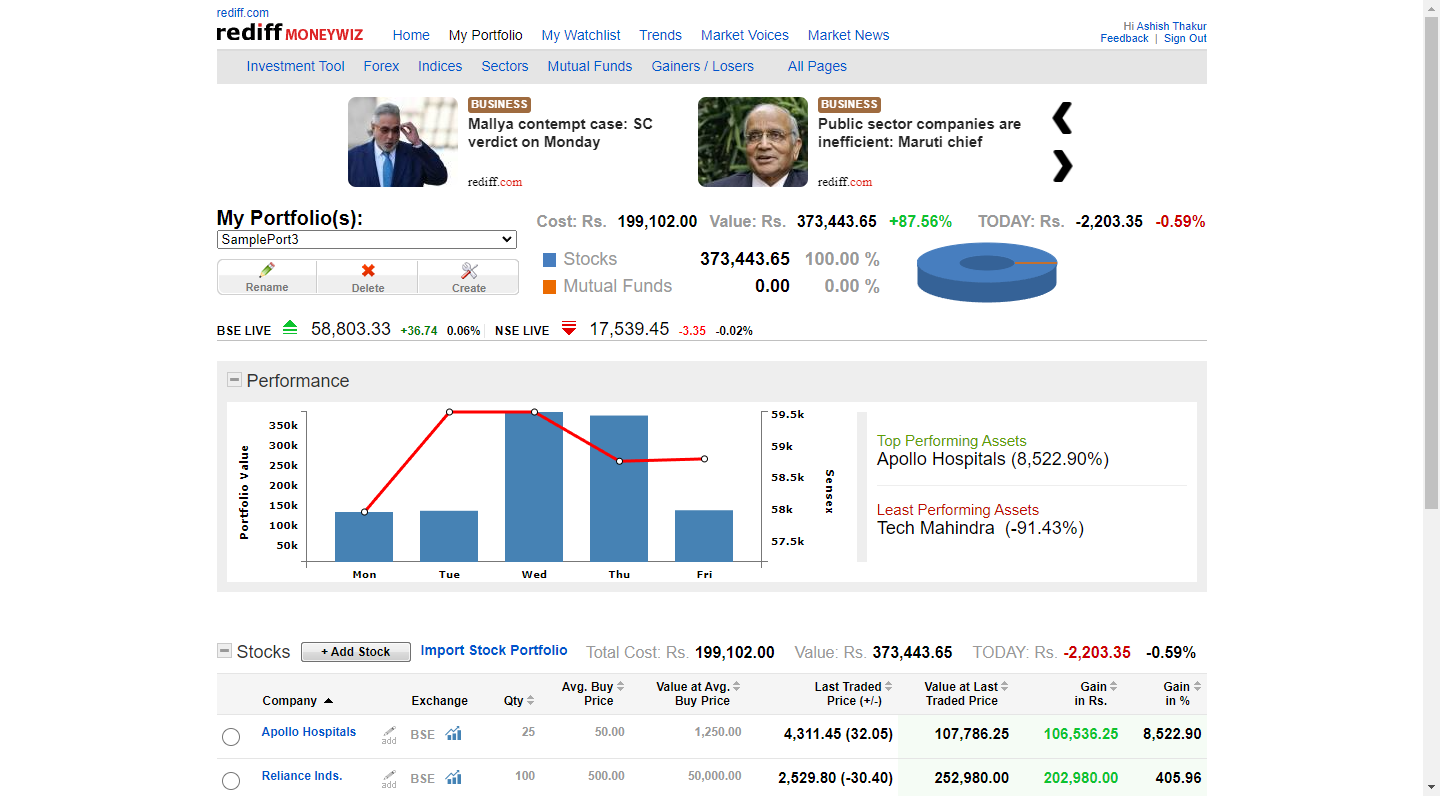 rediff.com
rediff MONEYWIZ
Home My Portfolio My Watchlist Trends Market Voices Market News
Hi Ashish Thakur
Feedback | Sign Out
Investment Tool Forex Indices Sectors Mutual Funds Gainers / Losers All Pages
BUSINESS
Mallya contempt case: SC
verdict on Monday
rediff.com
BUSINESS
Public sector companies are
inefficient: Maruti chief
rediff.com
My Portfolio(s):
SamplePort3
Rename Delete Create
Cost: Rs. 199,102.00 Value: Rs. 373,443.65 +87.56% TODAY: Rs. -2,203.35 -0.59%
Stocks 373,443.65 100.00 %
Mutual Funds 0.00 0.00 %
BSE LIVE 58,803.33 +36.74 0.06% NSE LIVE 17,539.45 -3.35 -0.02%
Performance
Portfolio Value
350k
300k
250k
200k
150k
100k
50k
Mon Tue Wed Thu Fri
59.5k
59k
58.5k
58k
57.5k
Sensex
Top Performing Assets
Apollo Hospitals (8,522.90%)
Least Performing Assets
Tech Mahindra (-91.43%)
Stocks + Add Stock Import Stock Portfolio Total Cost: Rs. 199,102.00 Value: Rs. 373,443.65 TODAY: Rs. -2,203.35 -0.59%
Company Exchange Qty Avg. Buy Price Value at Avg. Buy Price Last Traded Price (+/-) Value at Last Traded Price Gain in Rs. Gain in %
Apollo Hospitals add BSE 25 50.00 1,250.00 4,311.45 (32.05) 107,786.25 106,536.25 8,522.90
Reliance Inds. add BSE 100 500.00 50,000.00 2,529.80 (-30.40) 252,980.00 202,980.00 405.96